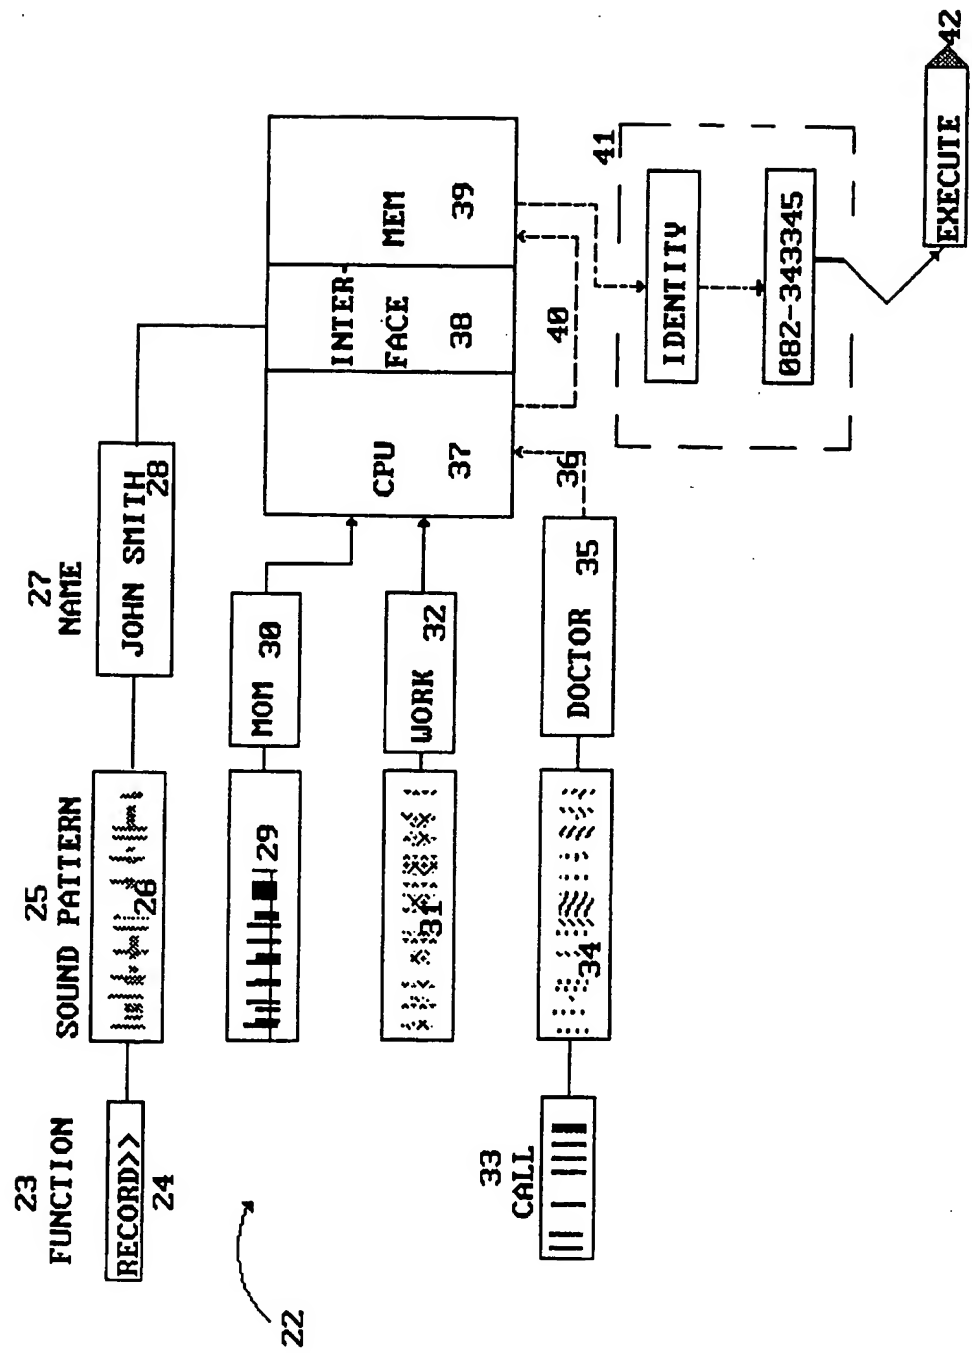 23
FUNCTION
25
SOUND PATTERN
27
NAME
RECORD>>
24
26
JOHN SMITH
28
22
29
MOM 30
31
WORK 32
33
CALL
34
DOCTOR 35
36
CPU
37
INTER-
FACE
38
MEM
39
40
41
IDENTITY
082-343345
EXECUTE
42